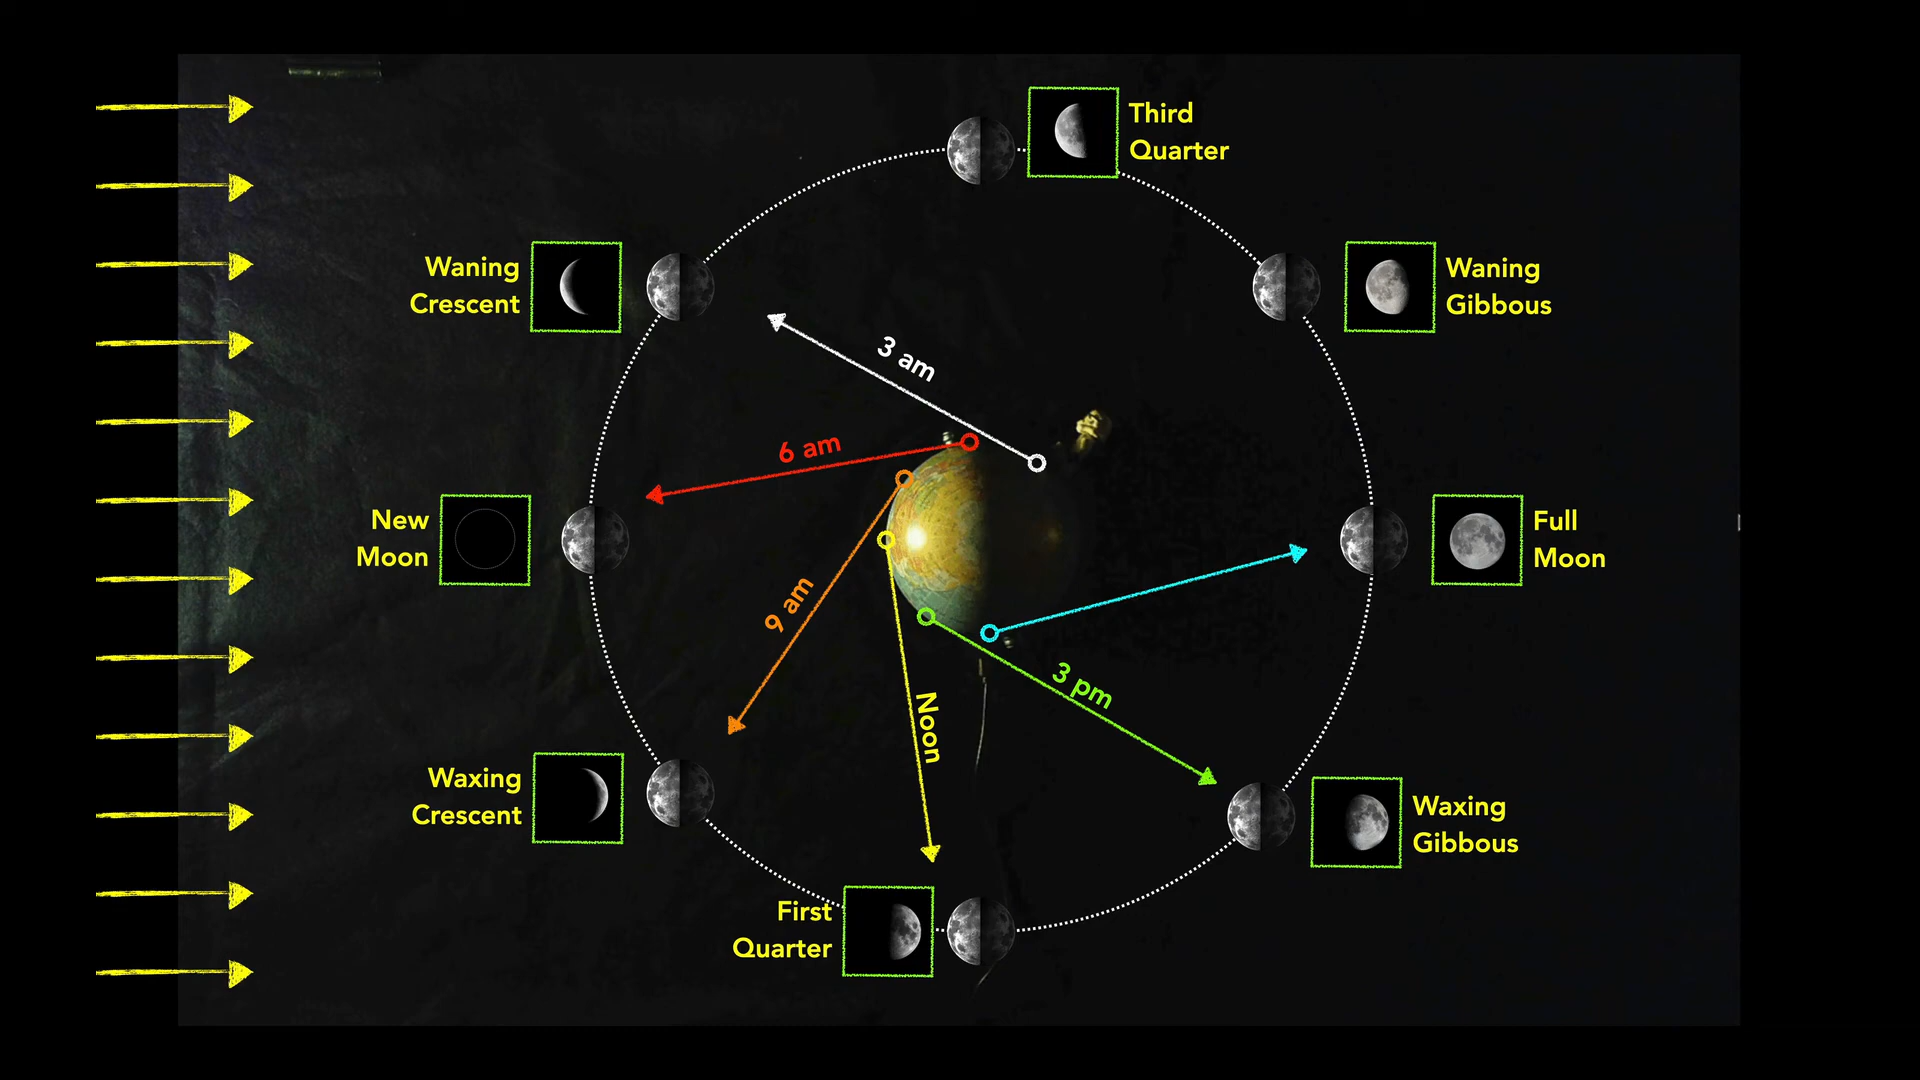 Third
Quarter
Waning
Crescent
Waning
Gibbous
3 am
6 am
New
Moon
Full
Moon
9 am
3 pm
Noon
Waxing
Crescent
Waxing
Gibbous
First
Quarter